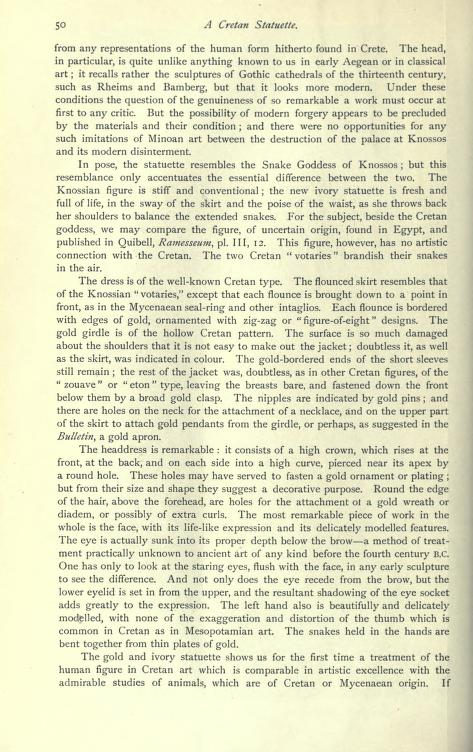 50 A Cretan Statuette.
from any representations of the human form hitherto found in Crete. The head,
in particular, is quite unlike anything known to us in early Aegean or in classical
art ; it recalls rather the sculptures of Gothic cathedrals of the thirteenth century,
such as Rheims and Bamberg, but that it looks more modern. Under these
conditions the question of the genuineness of so remarkable a work must occur at
first to any critic. But the possibility of modern forgery appears to be precluded
by the materials and their condition ; and there were no opportunities for any
such imitations of Minoan art between the destruction of the palace at Knossos
and its modern disinterment.
In pose, the statuette resembles the Snake Goddess of Knossos ; but this
resemblance only accentuates the essential difference between the two. The
Knossian figure is stiff and conventional ; the new ivory statuette is fresh and
full of life, in the sway of the skirt and the poise of the waist, as she throws back
her shoulders to balance the extended snakes. For the subject, beside the Cretan
goddess, we may compare the figure, of uncertain origin, found in Egypt, and
published in Quibell, Ramesseum, pl. III, 12. This figure, however, has no artistic
connection with the Cretan. The two Cretan "votaries" brandish their snakes
in the air.
The dress is of the well-known Cretan type. The flounced skirt resembles that
of the Knossian "votaries," except that each flounce is brought down to a point in
front, as in the Mycenaean seal-ring and other intaglios. Each flounce is bordered
with edges of gold, ornamented with zig-zag or "figure-of-eight" designs. The
gold girdle is of the hollow Cretan pattern. The surface is so much damaged
about the shoulders that it is not easy to make out the jacket ; doubtless it, as well
as the skirt, was indicated in colour. The gold-bordered ends of the short sleeves
still remain ; the rest of the jacket was, doubtless, as in other Cretan figures, of the
"zouave" or "eton" type, leaving the breasts bare, and fastened down the front
below them by a broad gold clasp. The nipples are indicated by gold pins ; and
there are holes on the neck for the attachment of a necklace, and on the upper part
of the skirt to attach gold pendants from the girdle, or perhaps, as suggested in the
Bulletin, a gold apron.
The headdress is remarkable : it consists of a high crown, which rises at the
front, at the back, and on each side into a high curve, pierced near its apex by
a round hole. These holes may have served to fasten a gold ornament or plating ;
but from their size and shape they suggest a decorative purpose. Round the edge
of the hair, above the forehead, are holes for the attachment of a gold wreath or
diadem, or possibly of extra curls. The most remarkable piece of work in the
whole is the face, with its life-like expression and its delicately modelled features.
The eye is actually sunk into its proper depth below the brow—a method of treat-
ment practically unknown to ancient art of any kind before the fourth century B.C.
One has only to look at the staring eyes, flush with the face, in any early sculpture
to see the difference. And not only does the eye recede from the brow, but the
lower eyelid is set in from the upper, and the resultant shadowing of the eye socket
adds greatly to the expression. The left hand also is beautifully and delicately
modelled, with none of the exaggeration and distortion of the thumb which is
common in Cretan as in Mesopotamian art. The snakes held in the hands are
bent together from thin plates of gold.
The gold and ivory statuette shows us for the first time a treatment of the
human figure in Cretan art which is comparable in artistic excellence with the
admirable studies of animals, which are of Cretan or Mycenaean origin. If